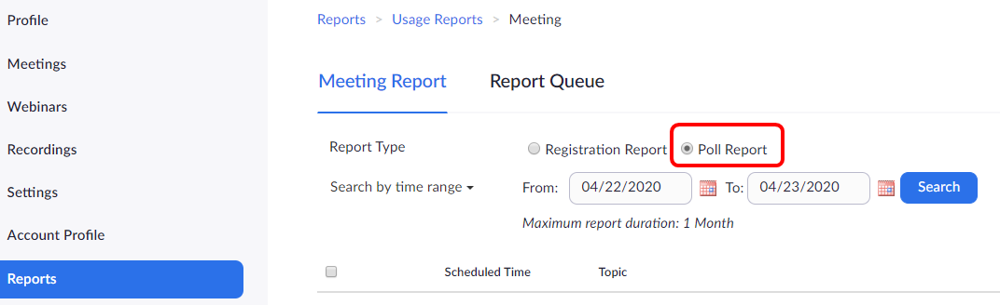 Profile
Meetings
Webinars
Recordings
Settings
Account Profile
Reports
Reports > Usage Reports > Meeting
Meeting Report Report Queue
Report Type Registration Report Poll Report
Search by time range From: 04/22/2020 To: 04/23/2020 Search
Maximum report duration: 1 Month
Scheduled Time Topic